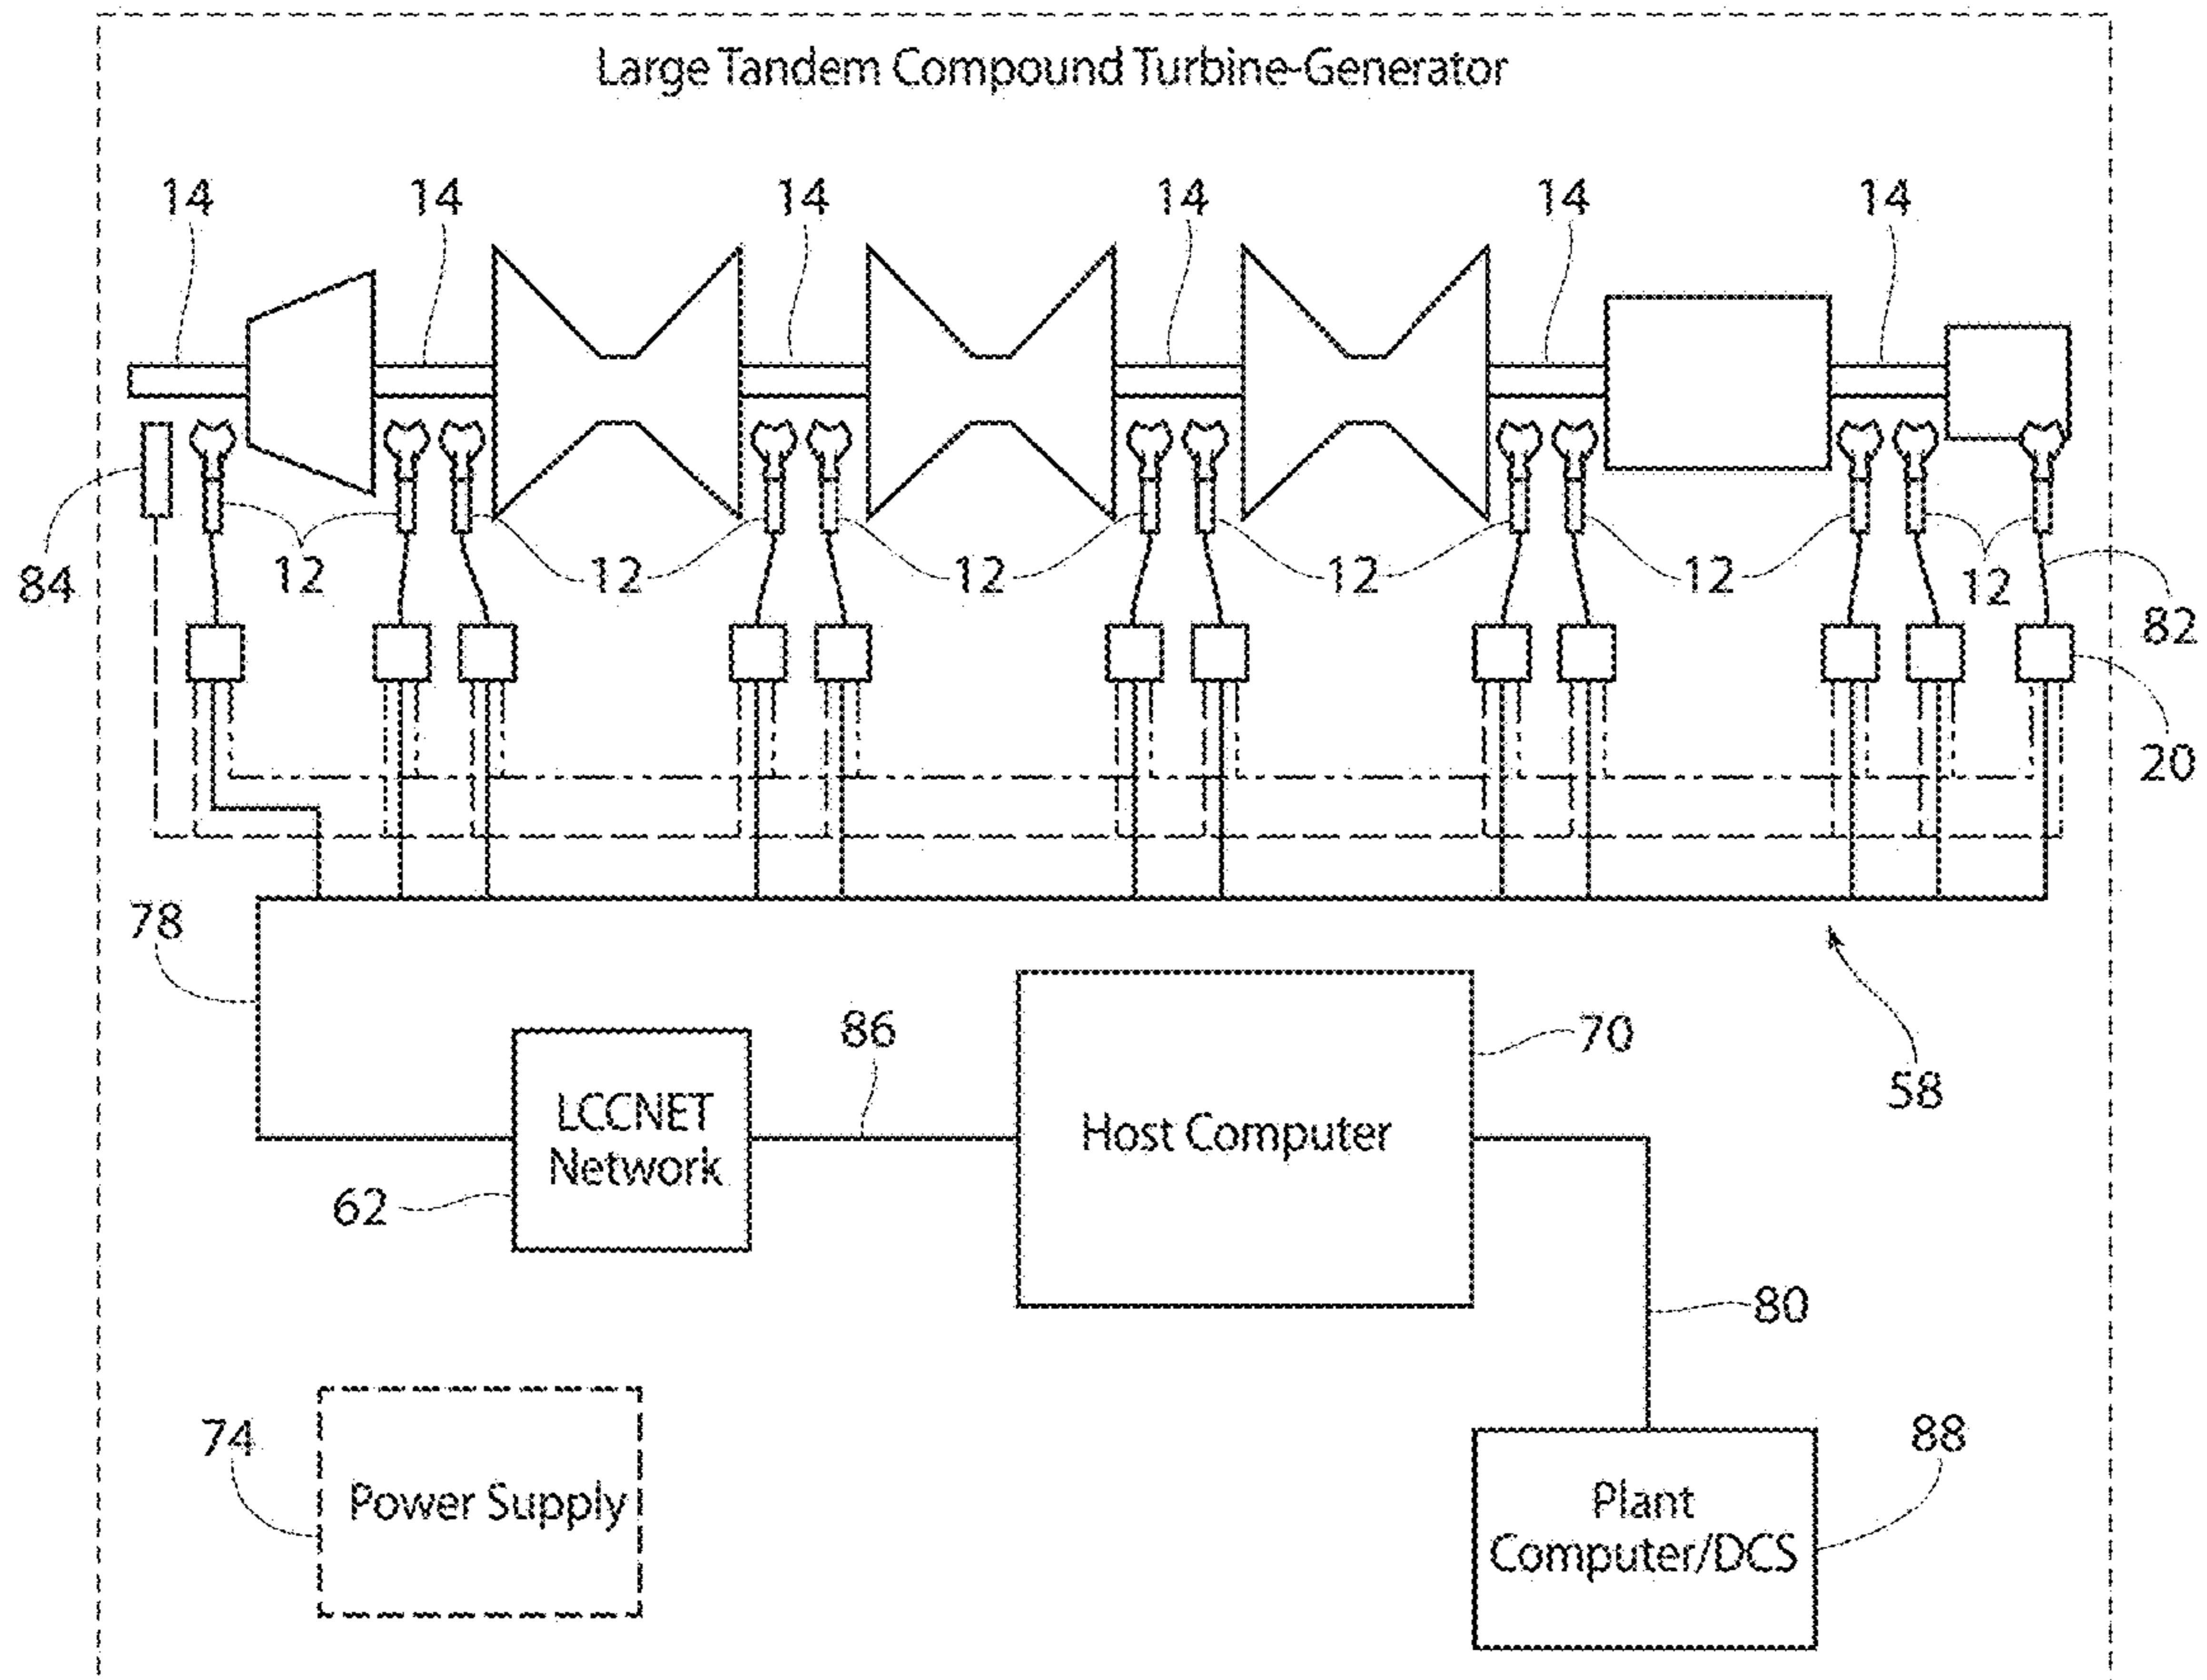 Large Tandem Compound Turbine-Generator
14 14 14 14 14 14
84 12 12 12 12 12 12 82
20
78
86 70
58
LCCNET
Network
Host Computer
62
80
74
88
Power Supply
Plant
Computer/DCS